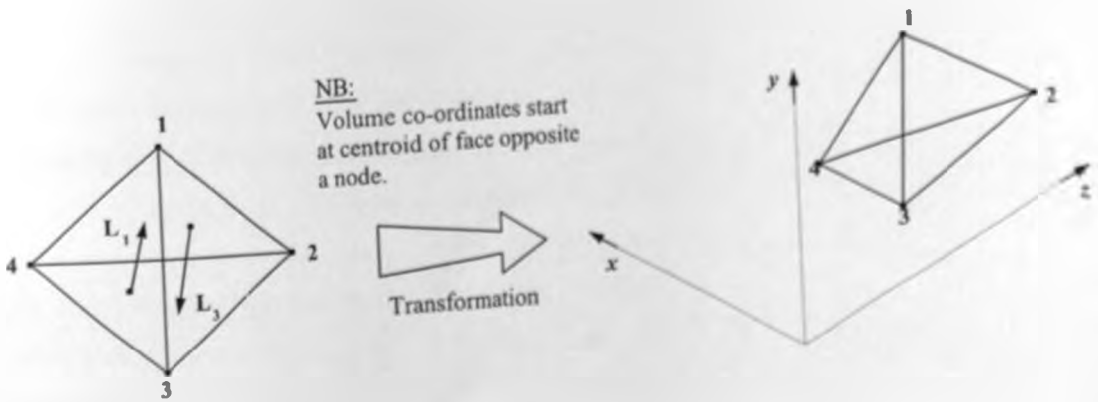 NB:
Volume co-ordinates start
at centroid of face opposite
a node.
1
L1
4
2
L3
3
Transformation
1
y
2
4
3
z
x